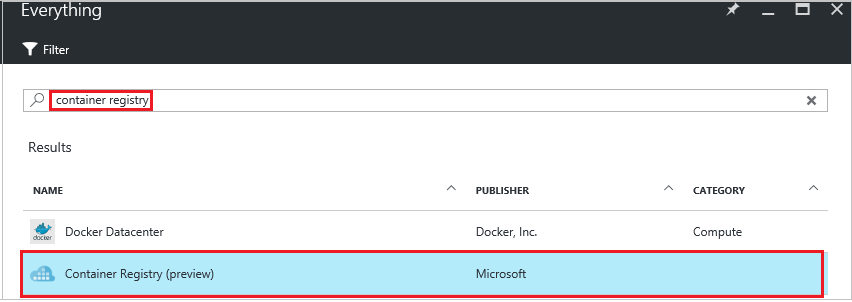 Everything
Filter
container registry
Results
NAME PUBLISHER CATEGORY
docker Docker Datacenter Docker, Inc. Compute
Container Registry (preview) Microsoft